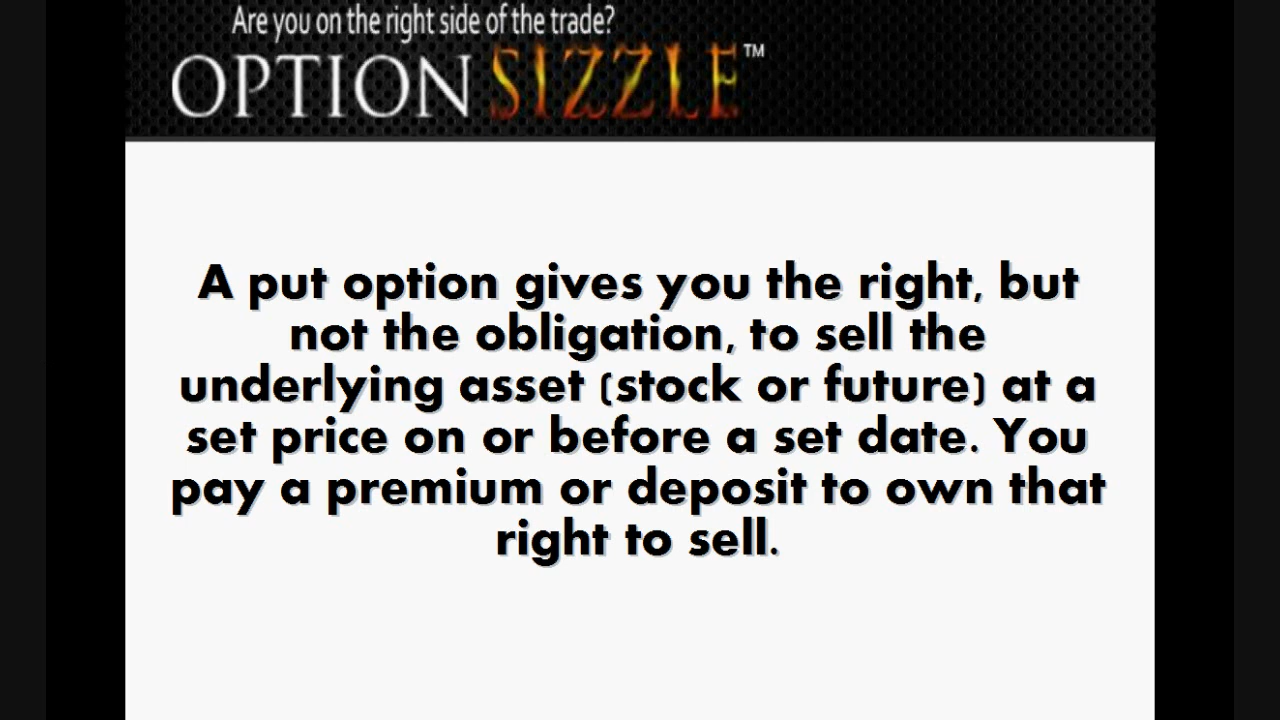 Are you on the right side of the trade?
OPTION SIZZLE™
A put option gives you the right, but
not the obligation, to sell the
underlying asset (stock or future) at a
set price on or before a set date. You
pay a premium or deposit to own that
right to sell.